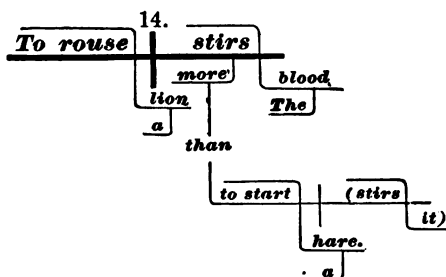 14.
To rouse stirs
more blood
lion The
a
than
to start (stirs
it)
hare.
a